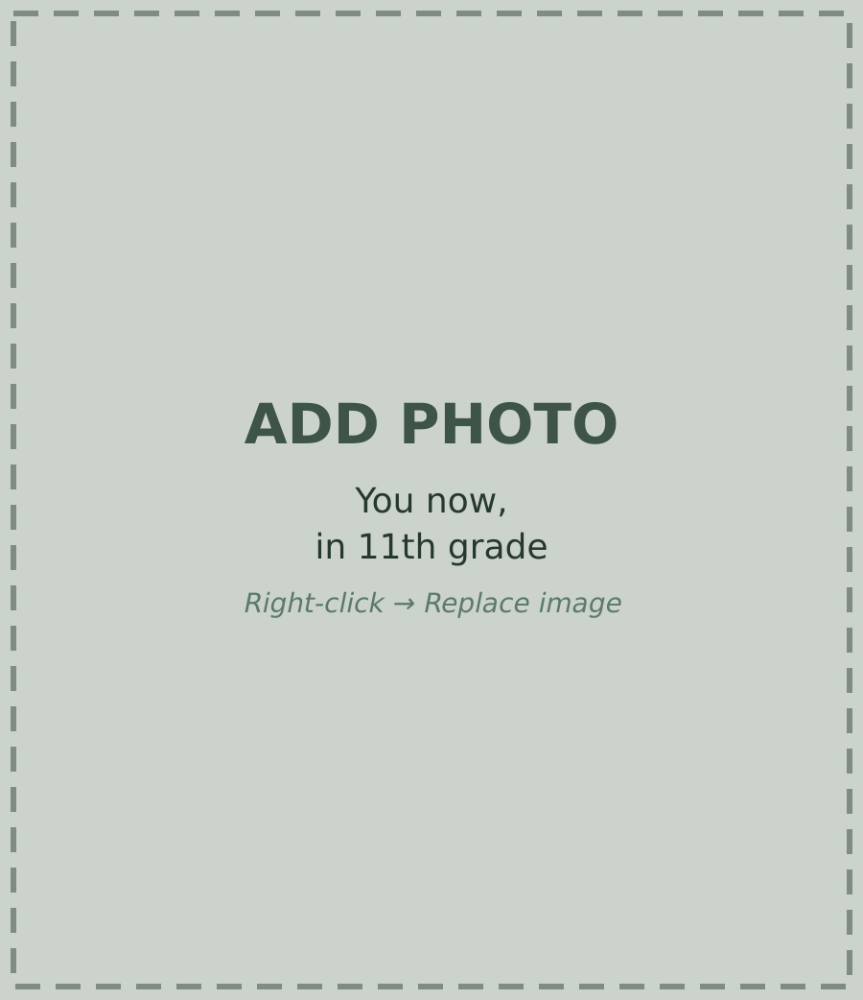 ADD PHOTO
You now,
in 11th grade
Right-click → Replace image